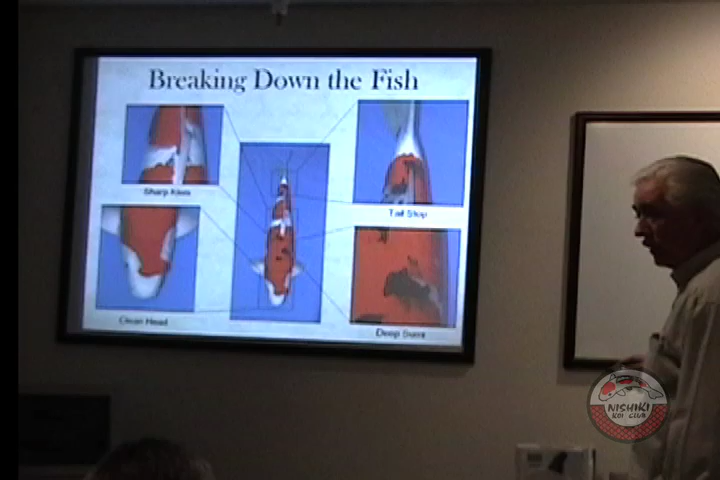 Breaking Down the Fish
Sharp Kiwa
Tail Stop
Clean Head
Deep Sumi
NISHIKI
KOI CLUB